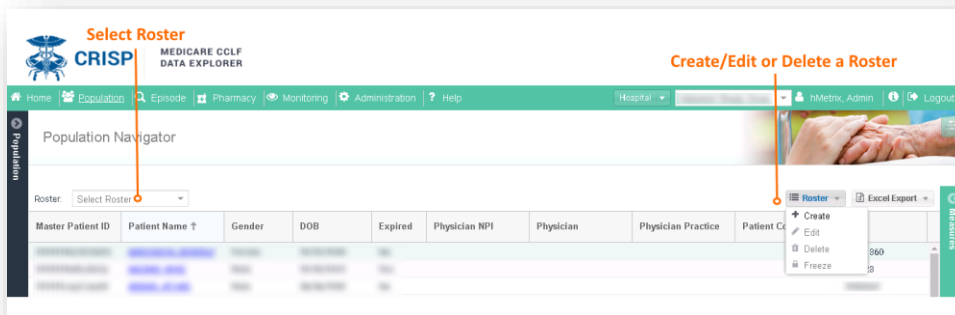 Select Roster
CRISP
MEDICARE CCLF
DATA EXPLORER
Create/Edit or Delete a Roster
Home Population Episode Pharmacy Monitoring Administration ? Help Hospital hMetrix, Admin Logout
Population
Population Navigator
Roster: Select Roster Roster Excel Export
Master Patient ID Patient Name ↑ Gender DOB Expired Physician NPI Physician Physician Practice Patient Co
Create
Edit
Delete
Freeze
360
Measures